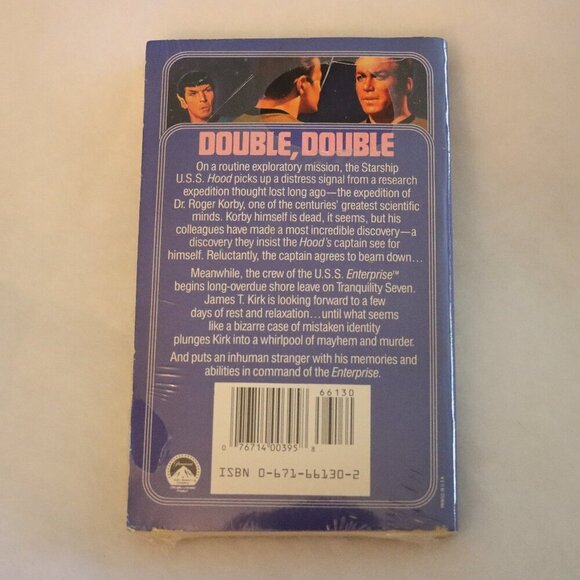 DOUBLE, DOUBLE
On a routine exploratory mission, the Starship
U.S.S. Hood picks up a distress signal from a research
expedition thought lost long ago—the expedition of
Dr. Roger Korby, one of the centuries' greatest scientific
minds. Korby himself is dead, it seems, but his
colleagues have made a most incredible discovery—a
discovery they insist the Hood's captain see for
himself. Reluctantly, the captain agrees to beam down...
Meanwhile, the crew of the U.S.S. Enterprise™
begins long-overdue shore leave on Tranquility Seven.
James T. Kirk is looking forward to a few
days of rest and relaxation...until what seems
like a bizarre case of mistaken identity
plunges Kirk into a whirlpool of mayhem and murder.
And puts an inhuman stranger with his memories and
abilities in command of the Enterprise.
66130
0 76714 00395 8
ISBN 0-671-66130-2
Paramount